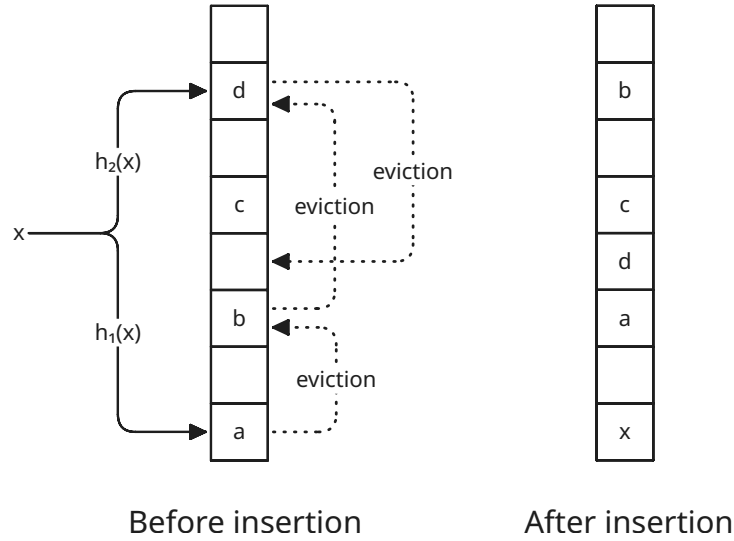 d
h₂(x)
eviction
c
eviction
x
b
h₁(x)
eviction
a
Before insertion
b
c
d
a
x
After insertion